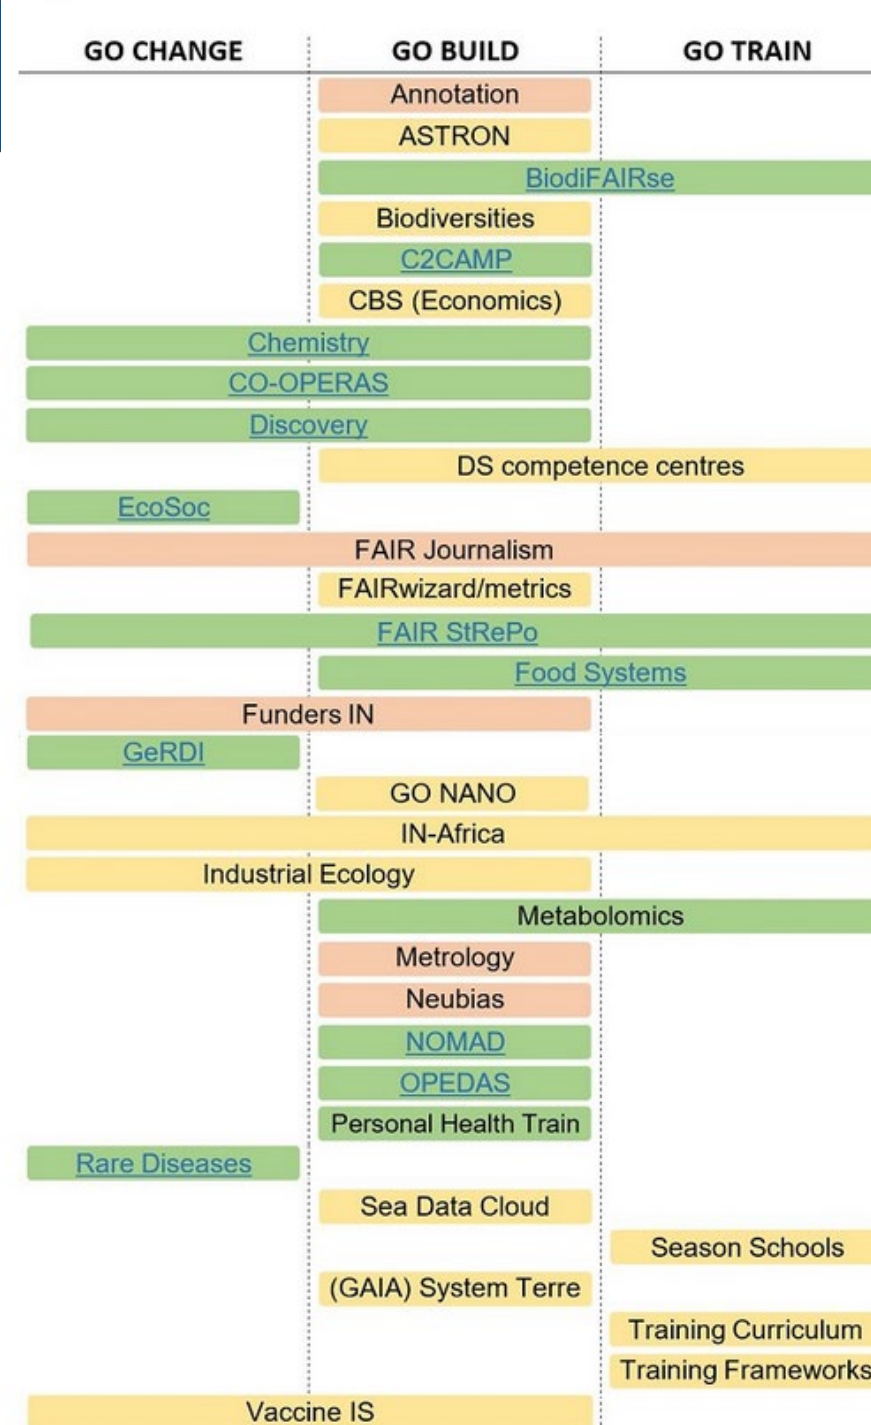 GO CHANGE GO BUILD GO TRAIN
Annotation
ASTRON
BiodiFAIRse
Biodiversities
C2CAMP
CBS (Economics)
Chemistry
CO-OPERAS
Discovery
DS competence centres
EcoSoc
FAIR Journalism
FAIRwizard/metrics
FAIR StRePo
Food Systems
Funders IN
GeRDI
GO NANO
IN-Africa
Industrial Ecology
Metabolomics
Metrology
Neubias
NOMAD
OPEDAS
Personal Health Train
Rare Diseases
Sea Data Cloud
Season Schools
(GAIA) System Terre
Training Curriculum
Training Frameworks
Vaccine IS